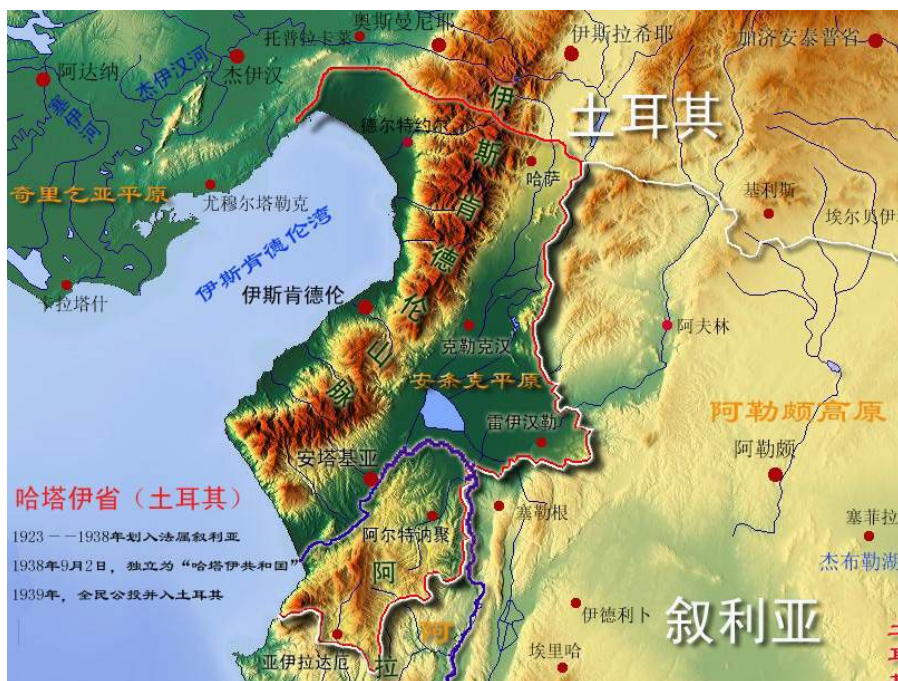 奥斯曼尼耶
托普拉卡莱
伊斯拉希耶
加济安泰普省
阿达纳
杰伊汉河
杰伊汉
塞伊河
土耳其
德尔特约尔
哈萨
奇里乞亚平原
尤穆尔塔勒克
基利斯
埃尔贝伊
伊斯肯德伦湾
卡拉塔什
伊斯肯德伦
伊斯肯德伦山脉
克勒克汉
阿夫林
安条克平原
阿勒颇高原
雷伊汉勒
阿勒颇
安塔基亚
哈塔伊省（土耳其）
1923－－1938年划入法属叙利亚
1938年9月2日，独立为“哈塔伊共和国”
1939年，全民公投并入土耳其
塞勒根
阿尔特讷聚
塞菲拉
杰布勒湖
阿
阿
拉
伊德利卜
叙利亚
亚伊拉达厄
埃里哈